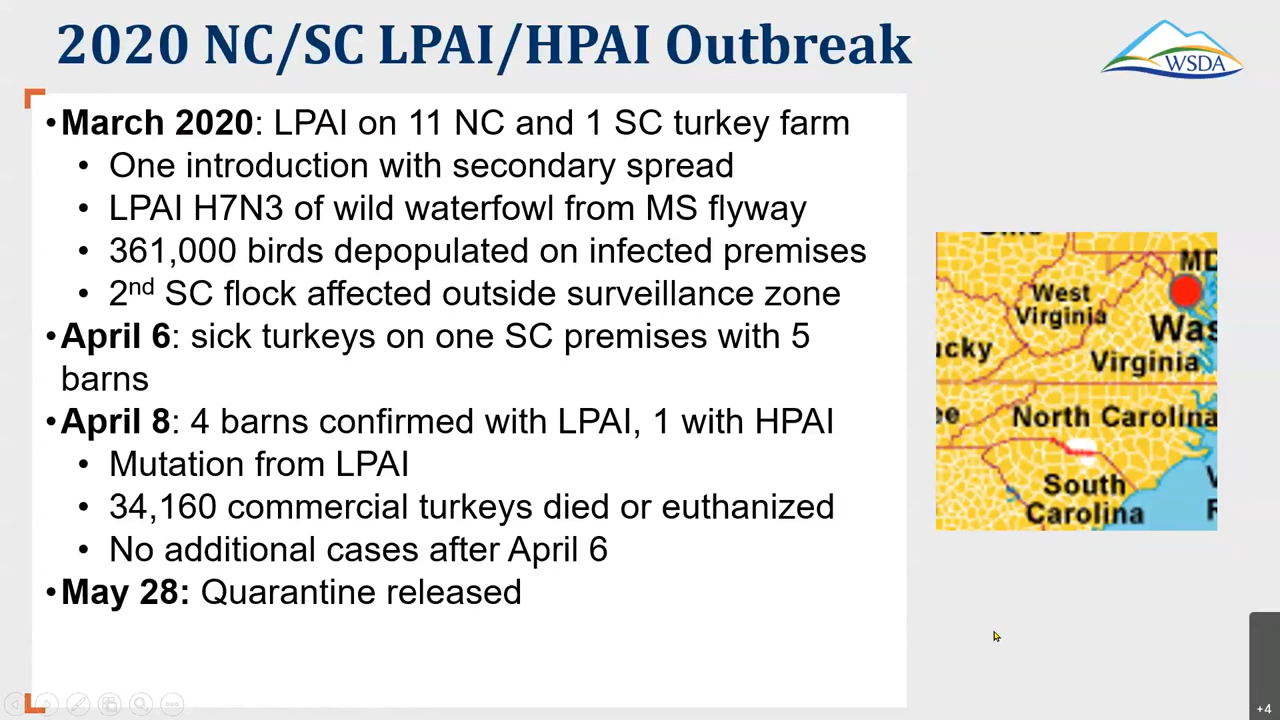 2020 NC/SC LPAI/HPAI Outbreak
WSDA
•March 2020: LPAI on 11 NC and 1 SC turkey farm
• One introduction with secondary spread
• LPAI H7N3 of wild waterfowl from MS flyway
• 361,000 birds depopulated on infected premises
• 2nd SC flock affected outside surveillance zone
•April 6: sick turkeys on one SC premises with 5
barns
•April 8: 4 barns confirmed with LPAI, 1 with HPAI
• Mutation from LPAI
• 34,160 commercial turkeys died or euthanized
• No additional cases after April 6
•May 28: Quarantine released
MD
West
Virginia
Was
ucky
Virginia
ee
North Carolina
South
Carolina
+4